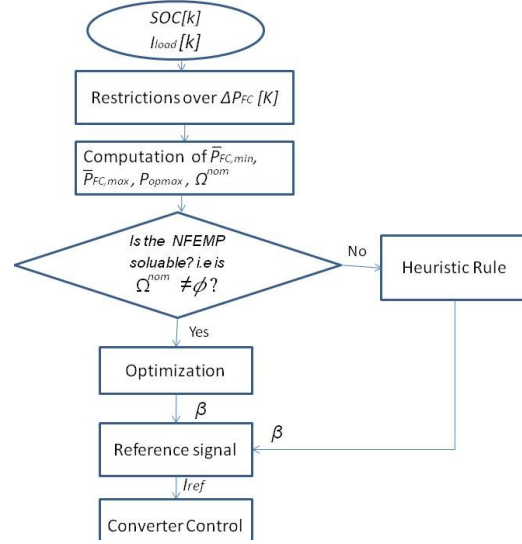 SOC[k]
Iload [k]
Restrictions over ΔPFC [K]
Computation of P̅FC,min,
P̅FC,max , Popmax , Ωnom
Is the NFEMP
soluable? i.e is
Ωnom ≠ϕ ?
No
Heuristic Rule
Yes
Optimization
β
β
Reference signal
Iref
Converter Control